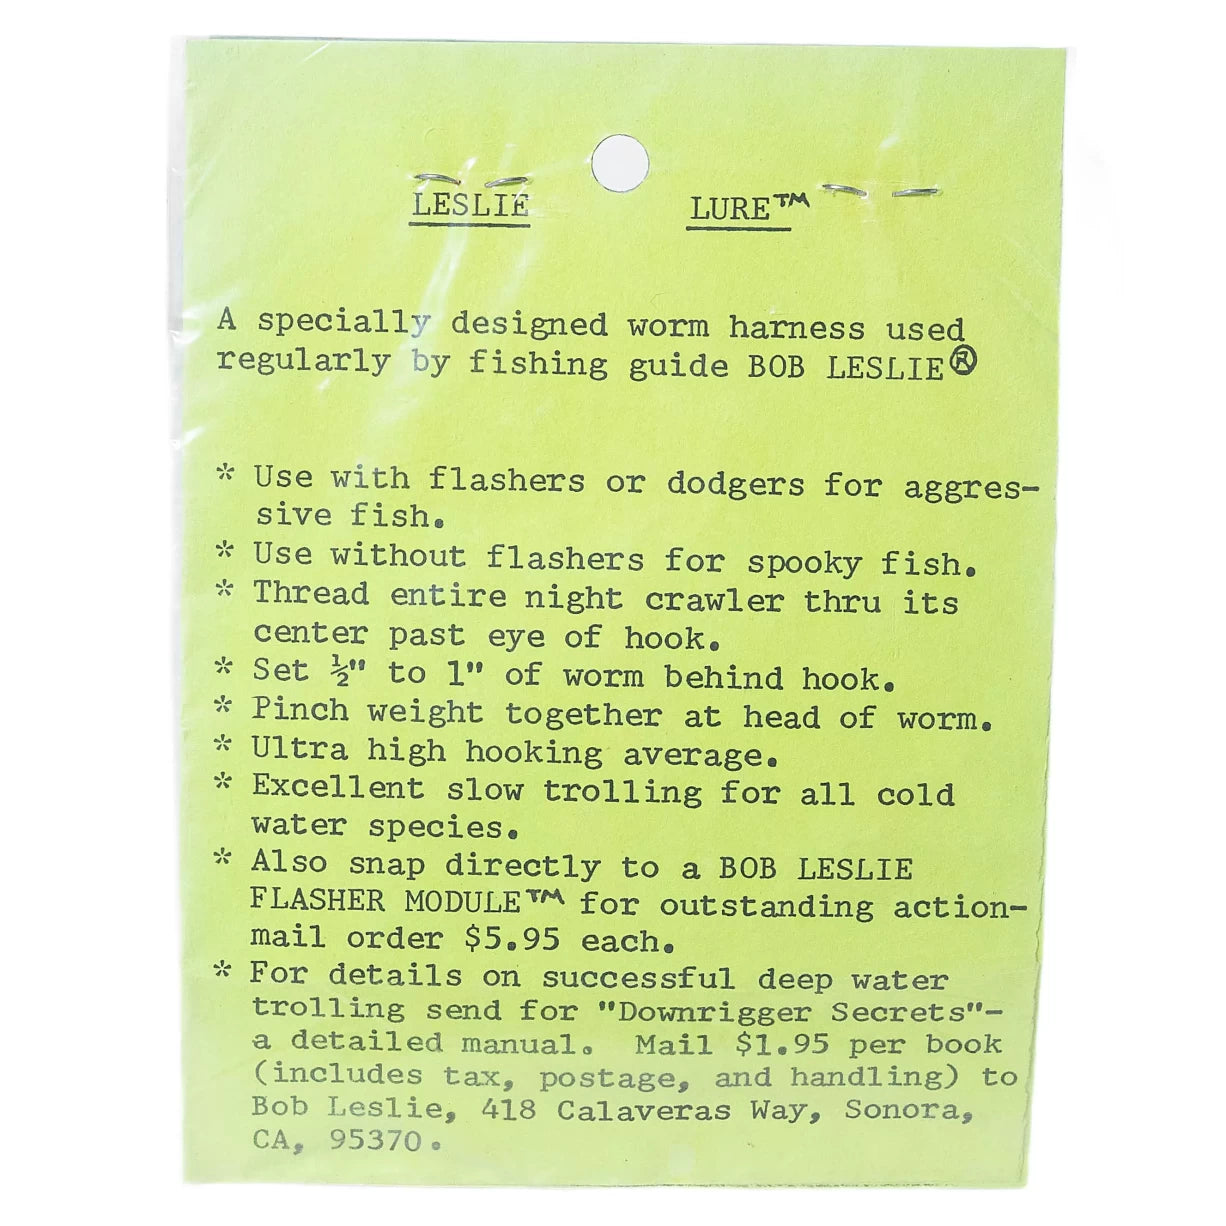 LESLIE LURE™
A specially designed worm harness used
regularly by fishing guide BOB LESLIE®
* Use with flashers or dodgers for aggres-
sive fish.
* Use without flashers for spooky fish.
* Thread entire night crawler thru its
center past eye of hook.
* Set ½" to 1" of worm behind hook.
* Pinch weight together at head of worm.
* Ultra high hooking average.
* Excellent slow trolling for all cold
water species.
* Also snap directly to a BOB LESLIE
FLASHER MODULE™ for outstanding action-
mail order $5.95 each.
* For details on successful deep water
trolling send for "Downrigger Secrets"-
a detailed manual. Mail $1.95 per book
(includes tax, postage, and handling) to
Bob Leslie, 418 Calaveras Way, Sonora,
CA, 95370.